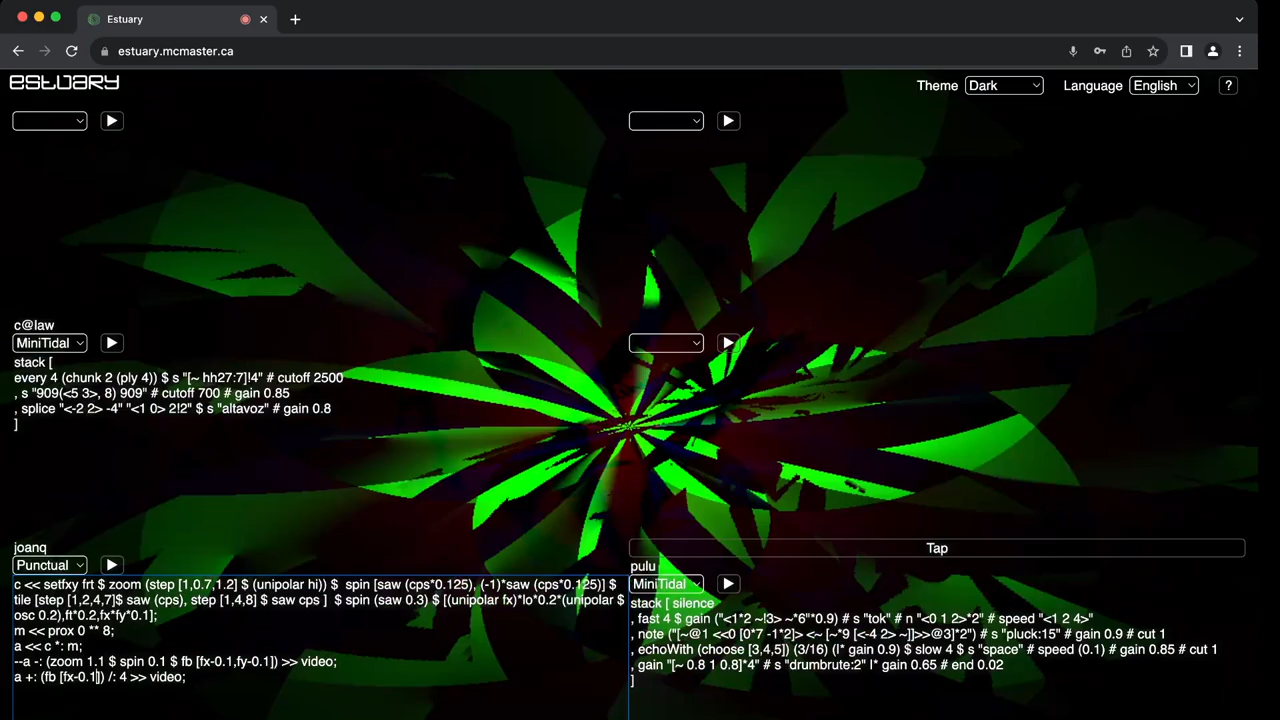 Estuary
estuary.mcmaster.ca
ESTUARY
Theme Dark Language English ?
c@law
MiniTidal
stack [
every 4 (chunk 2 (ply 4)) $ s "[~ hh27:7]!4" # cutoff 2500
, s "909(<5 3>, 8) 909" # cutoff 700 # gain 0.85
, splice "<-2 2> -4" "<1 0> 2!2" $ s "altavoz" # gain 0.8
]
joanq
Punctual
c << setfxy frt $ zoom (step [1,0.7,1.2] $ (unipolar hi)) $ spin [saw (cps*0.125), (-1)*saw (cps*0.125)] $
tile [step [1,2,4,7]$ saw (cps), step [1,4,8] $ saw cps ] $ spin (saw 0.3) $ [(unipolar fx)*lo*0.2*(unipolar $
osc 0.2),ft*0.2,fx*fy*0.1];
m << prox 0 ** 8;
a << c *: m;
--a -: (zoom 1.1 $ spin 0.1 $ fb [fx-0.1,fy-0.1]) >> video;
a +: (fb [fx-0.1]) /: 4 >> video;
Tap
pulu
MiniTidal
stack [ silence
, fast 4 $ gain ("<1*2 ~!3> ~*6"*0.9) # s "tok" # n "<0 1 2>*2" # speed "<1 2 4>"
, note ("[~@1 <<0 [0*7 -1*2]> <~ [~*9 [<-4 2> ~]]>>@3]*2") # s "pluck:15" # gain 0.9 # cut 1
, echoWith (choose [3,4,5]) (3/16) (|* gain 0.9) $ slow 4 $ s "space" # speed (0.1) # gain 0.85 # cut 1
, gain "[~ 0.8 1 0.8]*4" # s "drumbrute:2" |* gain 0.65 # end 0.02
]